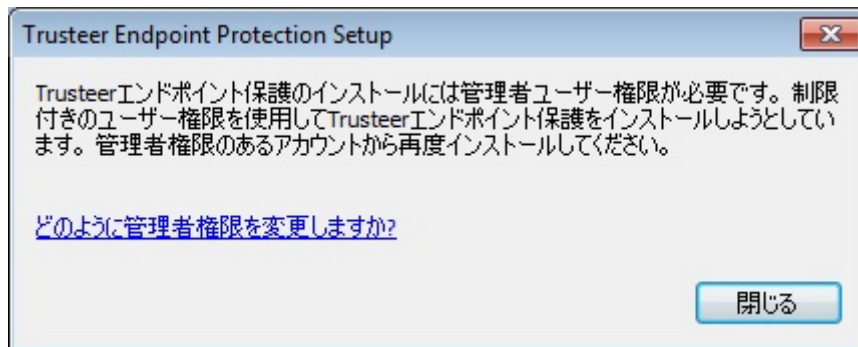 Trusteer Endpoint Protection Setup
Trusteerエンドポイント保護のインストールには管理者ユーザー権限が必要です。制限
付きのユーザー権限を使用してTrusteerエンドポイント保護をインストールしようとしてい
ます。管理者権限のあるアカウントから再度インストールしてください。
どのように管理者権限を変更しますか?
閉じる